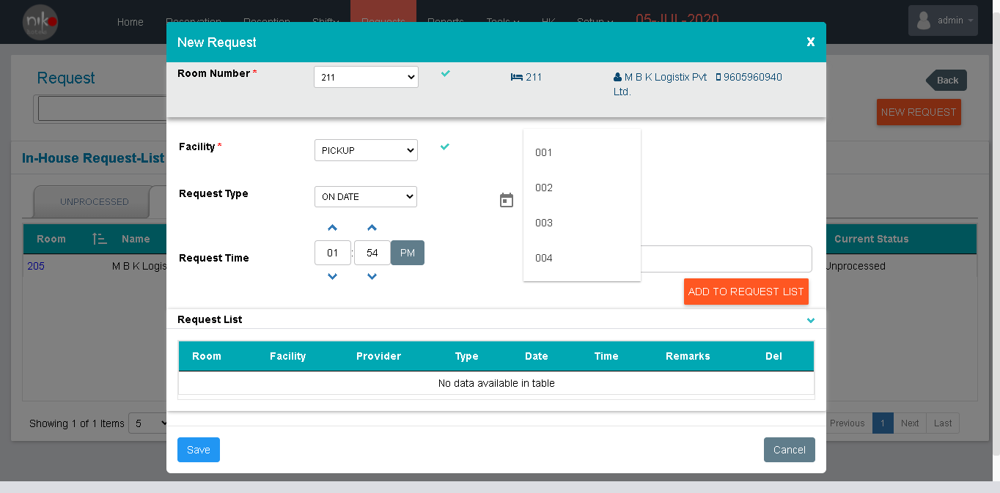 niko
hotels
Home Reservation Reception Shift Requests Reports Tools HK Setup 05-JUL-2020 admin
New Request X
Request
Room Number * 211 211 M B K Logistix Pvt Ltd. 9605960940
Back
NEW REQUEST
In-House Request-List
Facility * PICKUP
001
002
003
004
Request Type ON DATE
UNPROCESSED
Room Name Current Status
Request Time 01 : 54 PM
205 M B K Logis Unprocessed
ADD TO REQUEST LIST
Request List
Room Facility Provider Type Date Time Remarks Del
No data available in table
Showing 1 of 1 Items 5 Previous 1 Next Last
Save Cancel